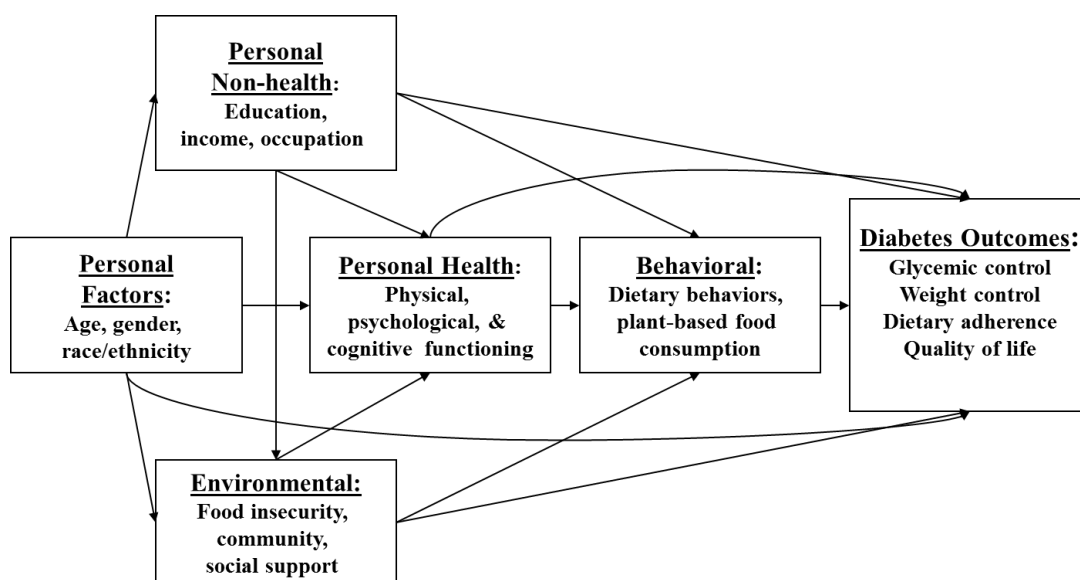 Personal
Non-health:
Education,
income, occupation
Personal
Factors:
Age, gender,
race/ethnicity
Personal Health:
Physical,
psychological, &
cognitive functioning
Behavioral:
Dietary behaviors,
plant-based food
consumption
Diabetes Outcomes:
Glycemic control
Weight control
Dietary adherence
Quality of life
Environmental:
Food insecurity,
community,
social support